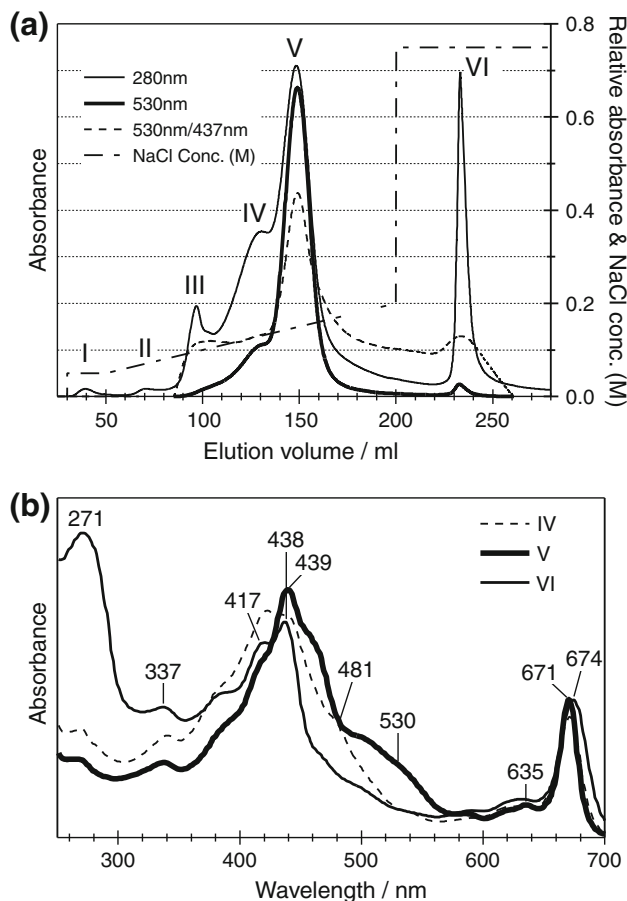 (a)
280nm
530nm
530nm/437nm
NaCl Conc. (M)
I
II
III
IV
V
VI
Absorbance
Relative absorbance & NaCl conc. (M)
0.8
0.6
0.4
0.2
0.0
50
100
150
200
250
Elution volume / ml
(b)
IV
V
VI
271
337
417
438
439
481
530
635
671
674
Absorbance
300
400
500
600
700
Wavelength / nm